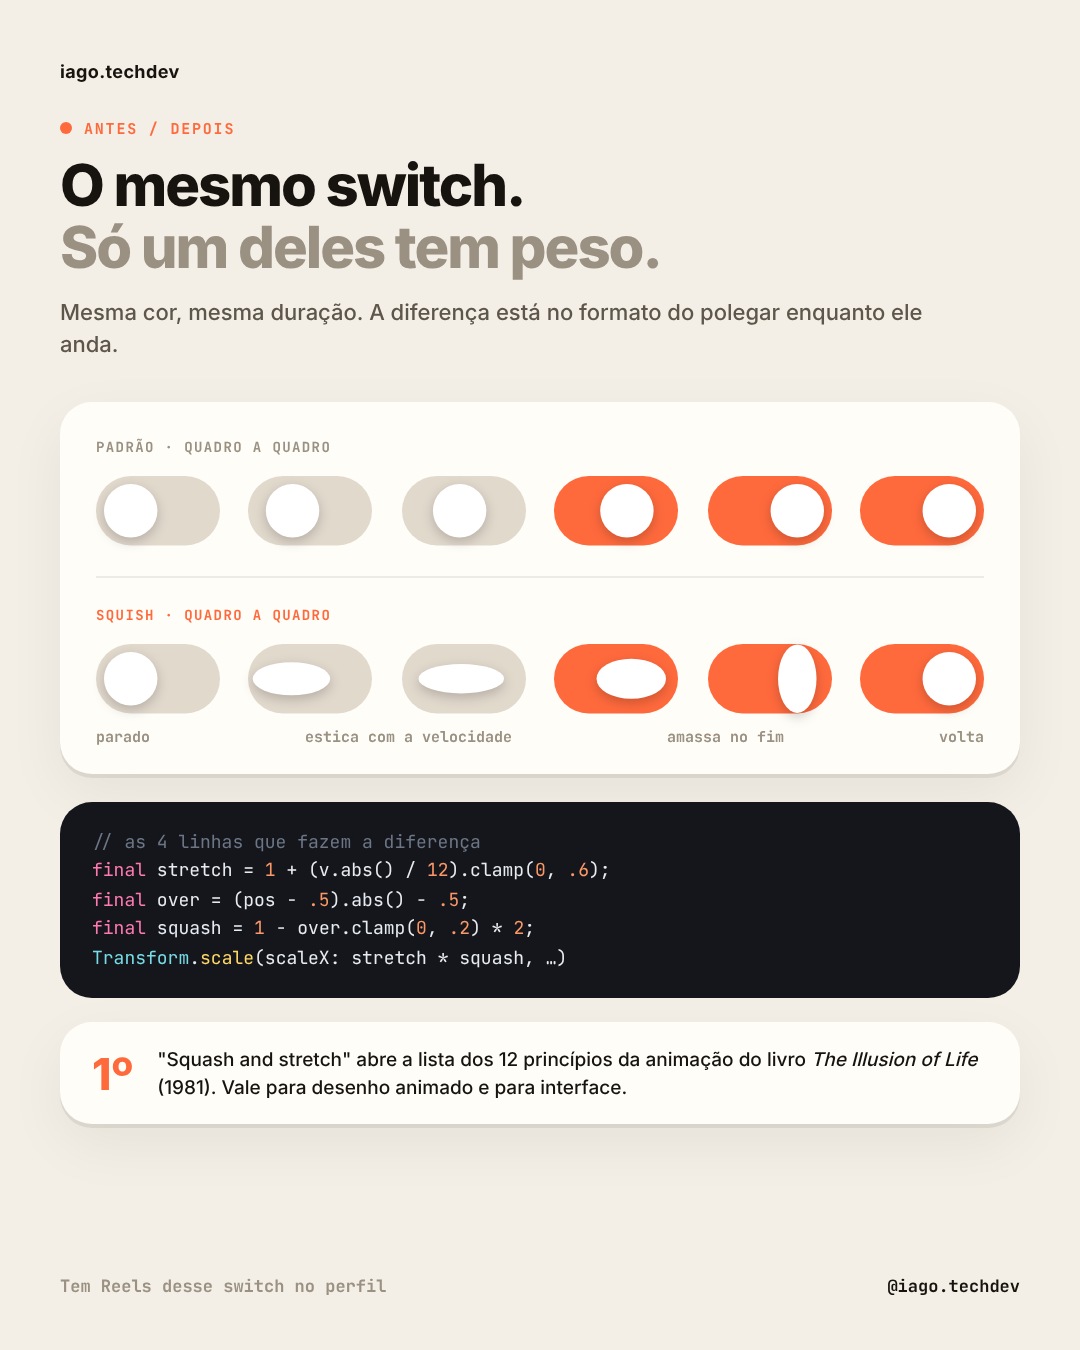 iago.techdev
ANTES / DEPOIS
O mesmo switch.
Só um deles tem peso.
Mesma cor, mesma duração. A diferença está no formato do polegar enquanto ele
anda.
PADRÃO · QUADRO A QUADRO
SQUISH · QUADRO A QUADRO
parado estica com a velocidade amassa no fim volta
// as 4 linhas que fazem a diferença
final stretch = 1 + (v.abs() / 12).clamp(0, .6);
final over = (pos - .5).abs() - .5;
final squash = 1 - over.clamp(0, .2) * 2;
Transform.scale(scaleX: stretch * squash, …)
1º "Squash and stretch" abre a lista dos 12 princípios da animação do livro The Illusion of Life
(1981). Vale para desenho animado e para interface.
Tem Reels desse switch no perfil @iago.techdev